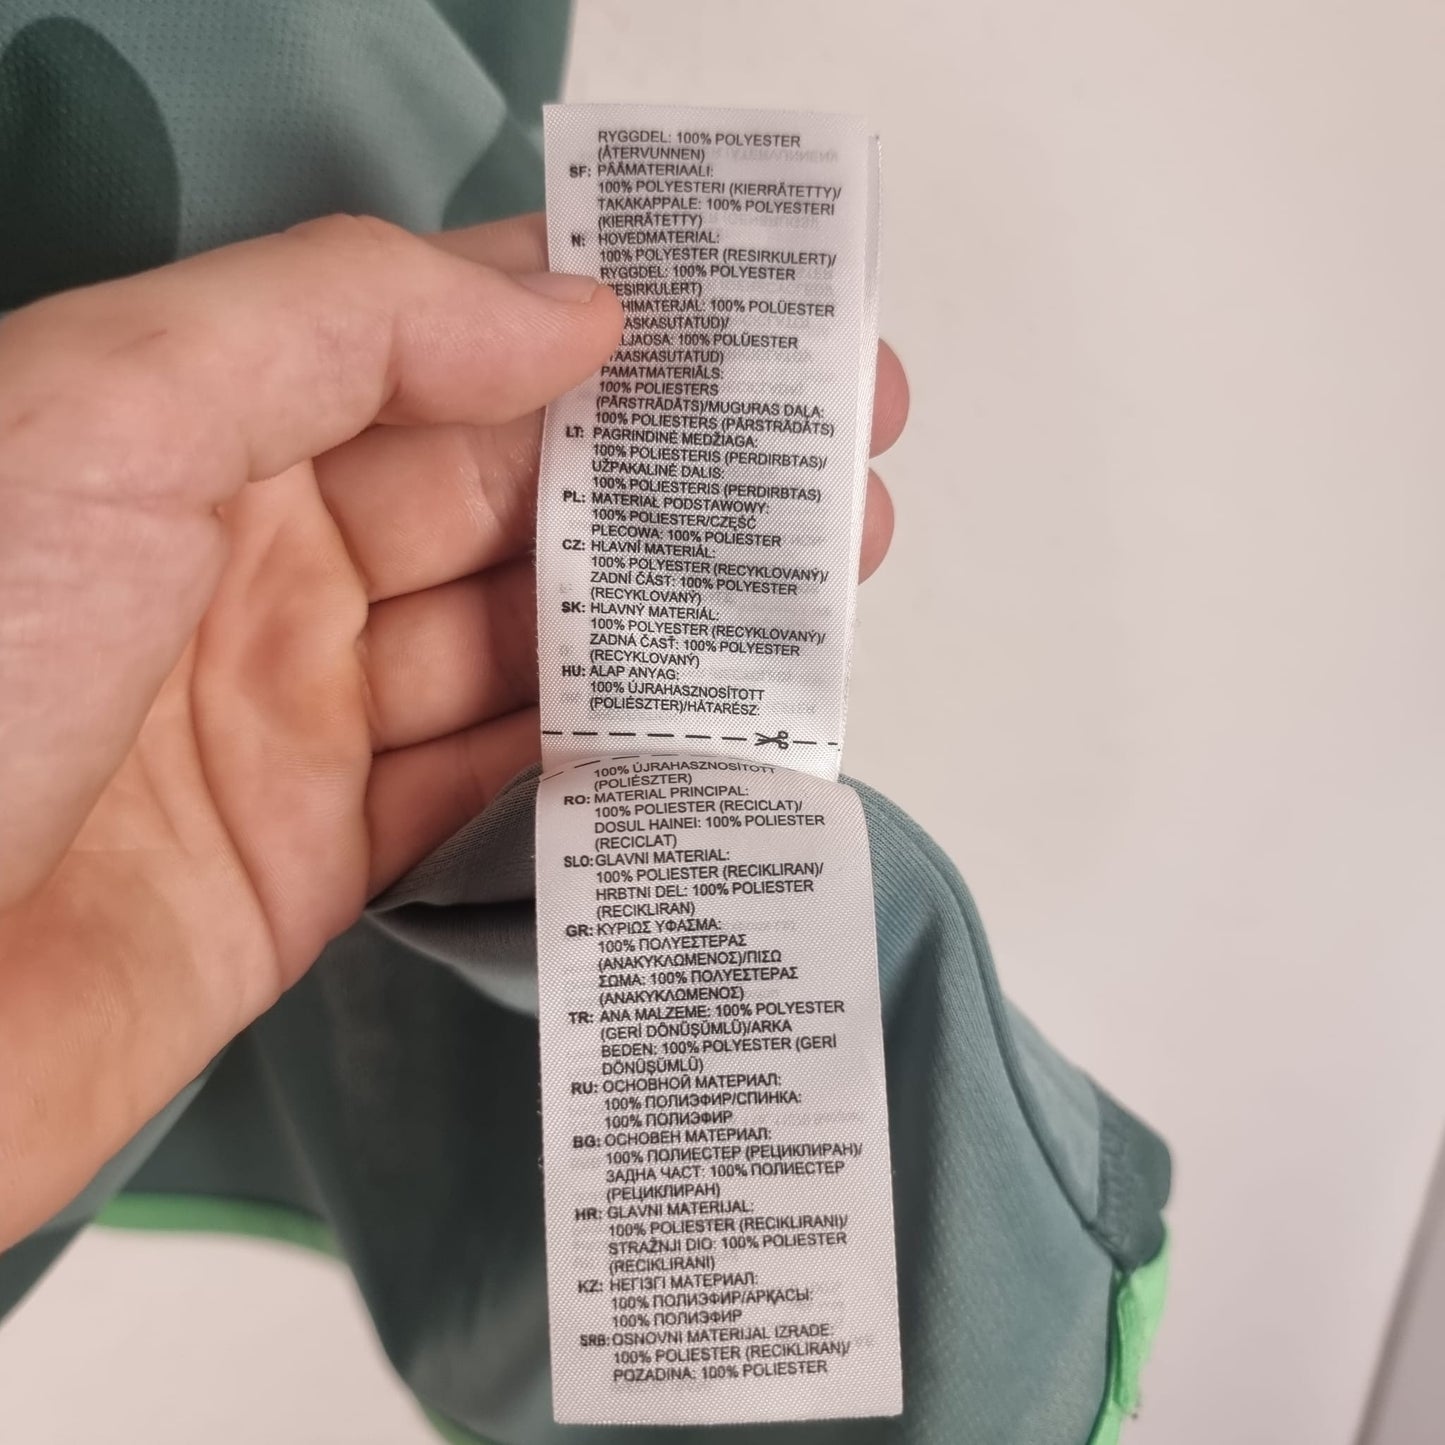 RYGGDEL: 100% POLYESTER
(ÅTERVUNNEN)
SF: PÄÄMATERIAALI:
100% POLYESTERI (KIERRÄTETTY)/
TAKAKAPPALE: 100% POLYESTERI
(KIERRÄTETTY)
N: HOVEDMATERIAL:
100% POLYESTER (RESIRKULERT)/
RYGGDEL: 100% POLYESTER
RESIRKULERT)
100% POLÜESTER
100% POLÜESTER
TAASKASUTATUD)
PAMATMATERIĀLS:
100% POLIESTERS
(PĀRSTRĀDĀTS)/MUGURAS DAĻA:
100% POLIESTERS (PĀRSTRĀDĀTS)
LT: PAGRINDINĖ MEDŽIAGA:
100% POLIESTERIS (PERDIRBTAS)/
UŽPAKALINĖ DALIS:
100% POLIESTERIS (PERDIRBTAS)
PL: MATERIAŁ PODSTAWOWY:
100% POLIESTER/CZĘŚĆ
PLECOWA: 100% POLIESTER
CZ: HLAVNÍ MATERIÁL:
100% POLYESTER (RECYKLOVANÝ)/
ZADNÍ ČÁST: 100% POLYESTER
(RECYKLOVANÝ)
SK: HLAVNÝ MATERIÁL:
100% POLYESTER (RECYKLOVANÝ)/
ZADNÁ ČASŤ: 100% POLYESTER
(RECYKLOVANÝ)
HU: ALAP ANYAG:
100% ÚJRAHASZNOSÍTOTT
(POLIÉSZTER)/HÁTARÉSZ:
100% ÚJRAHASZNOSÍTOTT
(POLIÉSZTER)
RO: MATERIAL PRINCIPAL:
100% POLIESTER (RECICLAT)/
DOSUL HAINEI: 100% POLIESTER
(RECICLAT)
SLO: GLAVNI MATERIAL:
100% POLIESTER (RECIKLIRAN)/
HRBTNI DEL: 100% POLIESTER
(RECIKLIRAN)
GR: ΚΥΡΙΩΣ ΥΦΑΣΜΑ:
100% ΠΟΛΥΕΣΤΕΡΑΣ
(ΑΝΑΚΥΚΛΩΜΕΝΟΣ)/ΠΙΣΩ
ΣΩΜΑ: 100% ΠΟΛΥΕΣΤΕΡΑΣ
(ΑΝΑΚΥΚΛΩΜΕΝΟΣ)
TR: ANA MALZEME: 100% POLYESTER
(GERİ DÖNÜŞÜMLÜ)/ARKA
BEDEN: 100% POLYESTER (GERİ
DÖNÜŞÜMLÜ)
RU: ОСНОВНОЙ МАТЕРИАЛ:
100% ПОЛИЭФИР/СПИНКА:
100% ПОЛИЭФИР
BG: ОСНОВЕН МАТЕРИАЛ:
100% ПОЛИЕСТЕР (РЕЦИКЛИРАН)/
ЗАДНА ЧАСТ: 100% ПОЛИЕСТЕР
(РЕЦИКЛИРАН)
HR: GLAVNI MATERIJAL:
100% POLIESTER (RECIKLIRANI)/
STRAŽNJI DIO: 100% POLIESTER
(RECIKLIRANI)
KZ: НЕГІЗГІ МАТЕРИАЛ:
100% ПОЛИЭФИР/АРҚАСЫ:
100% ПОЛИЭФИР
SRB: OSNOVNI MATERIJAL IZRADE:
100% POLIESTER (RECIKLIRAN)/
POZADINA: 100% POLIESTER